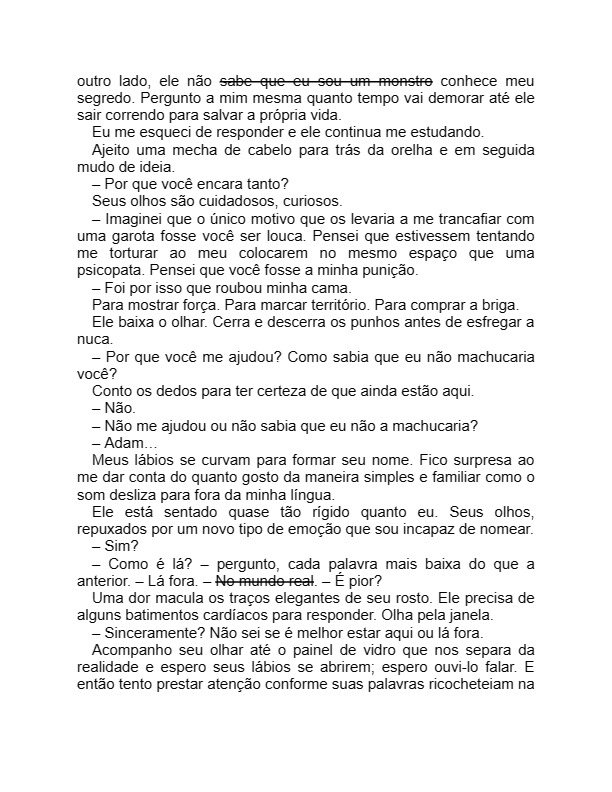 outro lado, ele não sabe que eu sou um monstro conhece meu
segredo. Pergunto a mim mesma quanto tempo vai demorar até ele
sair correndo para salvar a própria vida.
Eu me esqueci de responder e ele continua me estudando.
Ajeito uma mecha de cabelo para trás da orelha e em seguida
mudo de ideia.
– Por que você encara tanto?
Seus olhos são cuidadosos, curiosos.
– Imaginei que o único motivo que os levaria a me trancafiar com
uma garota fosse você ser louca. Pensei que estivessem tentando
me torturar ao meu colocarem no mesmo espaço que uma
psicopata. Pensei que você fosse a minha punição.
– Foi por isso que roubou minha cama.
Para mostrar força. Para marcar território. Para comprar a briga.
Ele baixa o olhar. Cerra e descerra os punhos antes de esfregar a
nuca.
– Por que você me ajudou? Como sabia que eu não machucaria
você?
Conto os dedos para ter certeza de que ainda estão aqui.
– Não.
– Não me ajudou ou não sabia que eu não a machucaria?
– Adam…
Meus lábios se curvam para formar seu nome. Fico surpresa ao
me dar conta do quanto gosto da maneira simples e familiar como o
som desliza para fora da minha língua.
Ele está sentado quase tão rígido quanto eu. Seus olhos,
repuxados por um novo tipo de emoção que sou incapaz de nomear.
– Sim?
– Como é lá? – pergunto, cada palavra mais baixa do que a
anterior. – Lá fora. – No mundo real. – É pior?
Uma dor macula os traços elegantes de seu rosto. Ele precisa de
alguns batimentos cardíacos para responder. Olha pela janela.
– Sinceramente? Não sei se é melhor estar aqui ou lá fora.
Acompanho seu olhar até o painel de vidro que nos separa da
realidade e espero seus lábios se abrirem; espero ouvi-lo falar. E
então tento prestar atenção conforme suas palavras ricocheteiam na